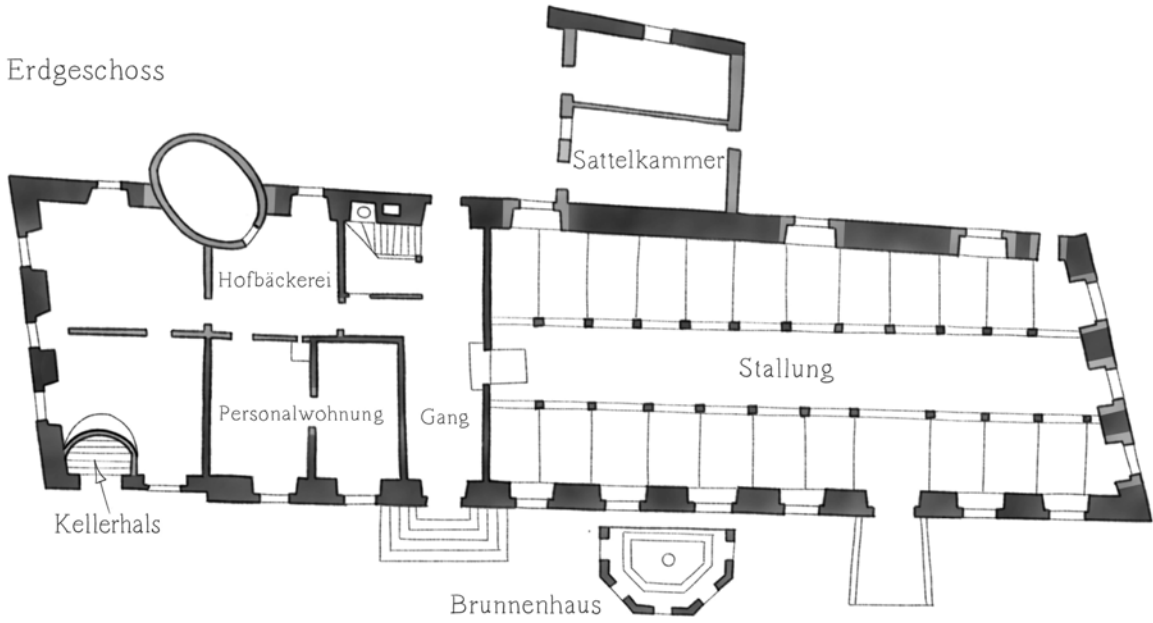 Erdgeschoss
Sattelkammer
Hofbäckerei
Stallung
Personalwohnung
Gang
Kellerhals
Brunnenhaus